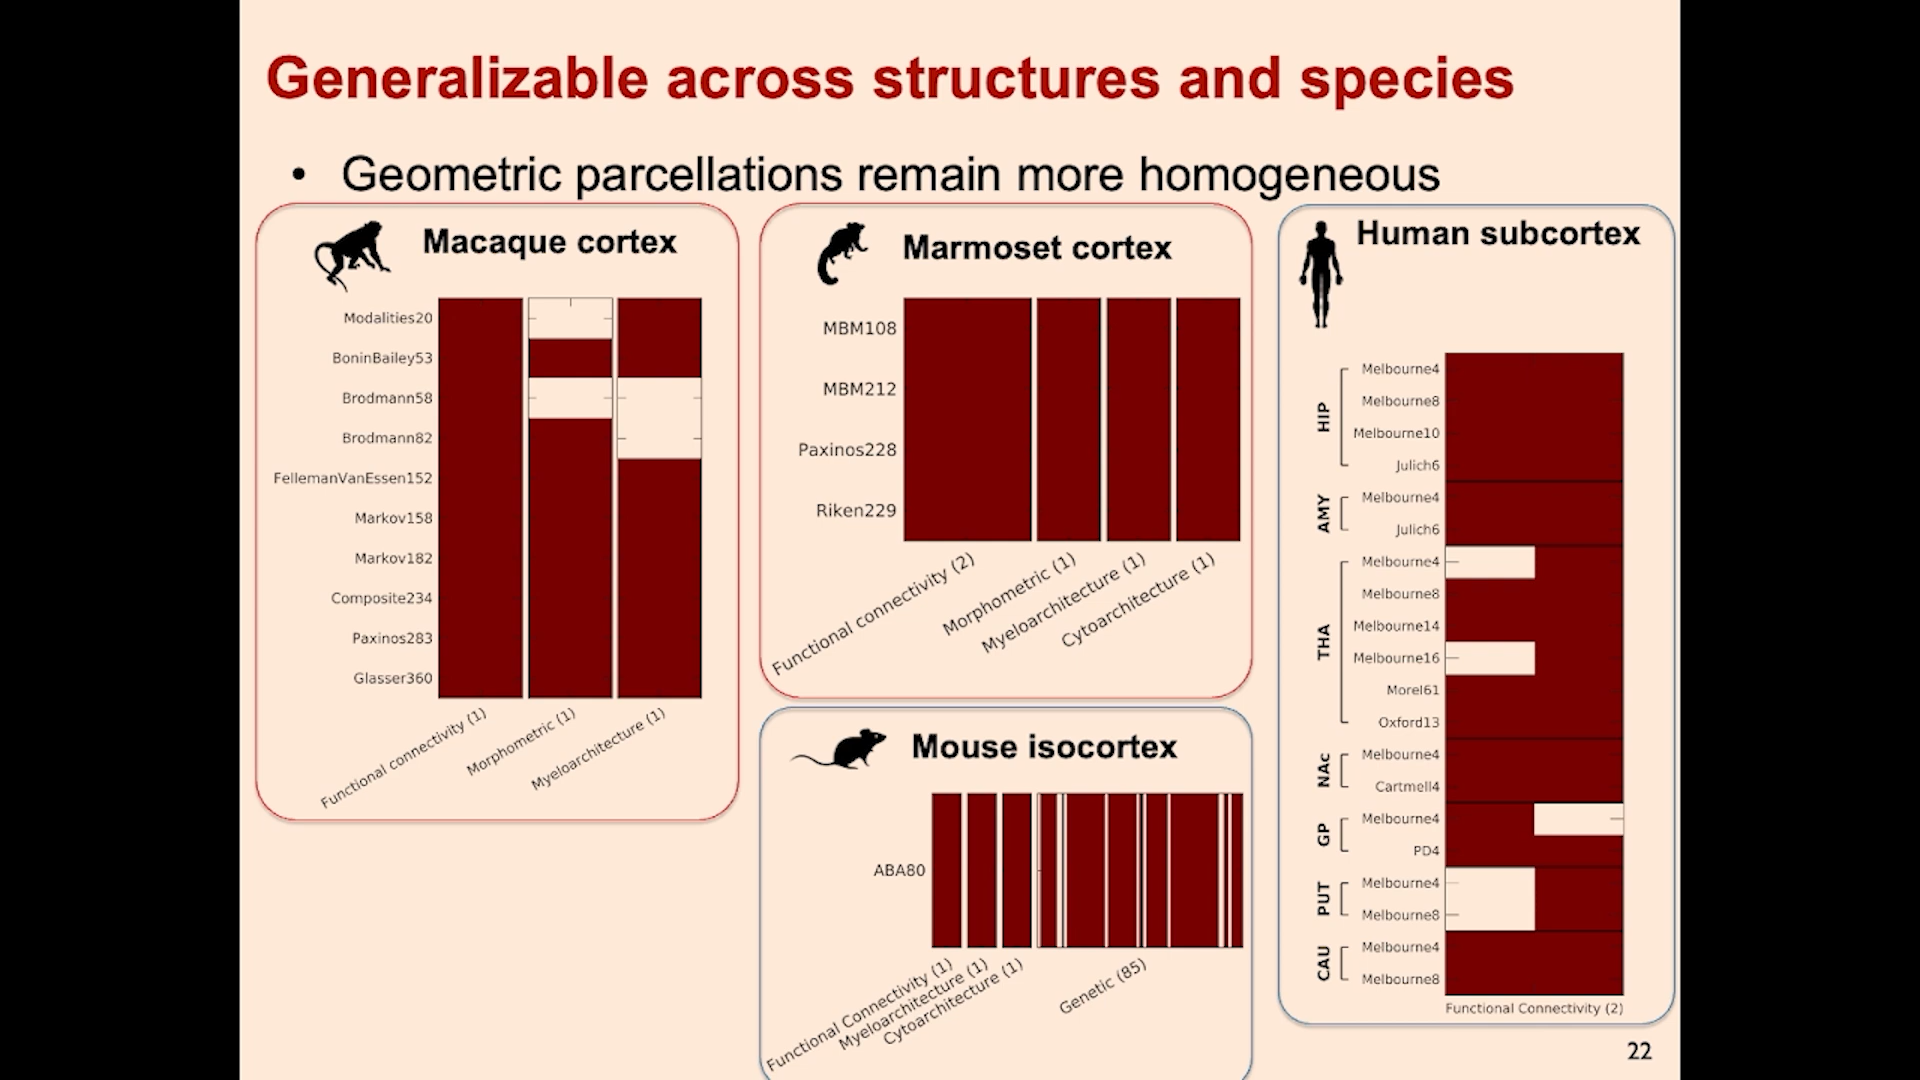 Generalizable across structures and species
• Geometric parcellations remain more homogeneous
Macaque cortex
Modalities20
BoninBailey53
Brodmann58
Brodmann82
FellemanVanEssen152
Markov158
Markov182
Composite234
Paxinos283
Glasser360
Functional connectivity (1)
Morphometric (1)
Myeloarchitecture (1)
Marmoset cortex
MBM108
MBM212
Paxinos228
Riken229
Functional connectivity (2)
Morphometric (1)
Myeloarchitecture (1)
Cytoarchitecture (1)
Mouse isocortex
ABA80
Functional Connectivity (1)
Myeloarchitecture (1)
Cytoarchitecture (1)
Genetic (85)
Human subcortex
HIP
Melbourne4
Melbourne8
Melbourne10
Julich6
AMY
Melbourne4
Julich6
THA
Melbourne4
Melbourne8
Melbourne14
Melbourne16
Morel61
Oxford13
NAc
Melbourne4
Cartmell4
GP
Melbourne4
PD4
PUT
Melbourne4
Melbourne8
CAU
Melbourne4
Melbourne8
Functional Connectivity (2)
22